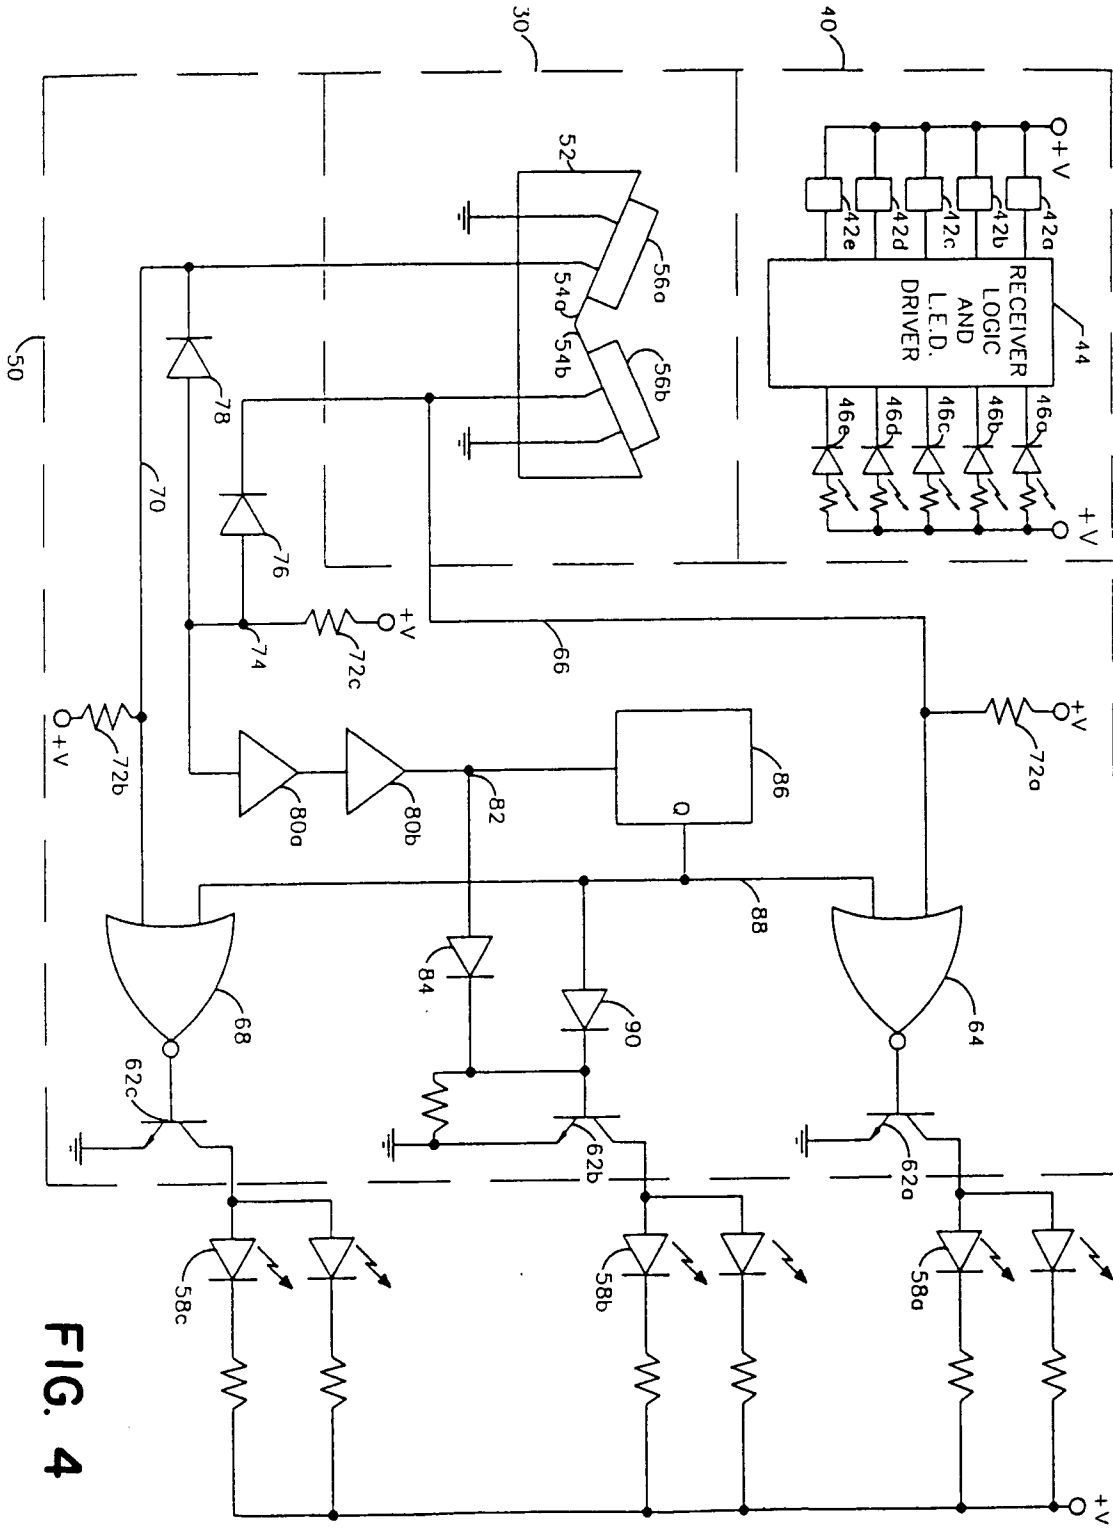 40
30
50
+V
+V
42a
42b
42c
42d
42e
RECEIVER
LOGIC
AND
L.E.D.
DRIVER
44
46a
46b
46c
46d
46e
52
56a
54a
54b
56b
78
70
76
74
+V
72c
66
+V
72a
+V
72b
80a
80b
82
86
Q
88
84
90
64
68
62a
62b
62c
58a
58b
58c
+V
FIG. 4